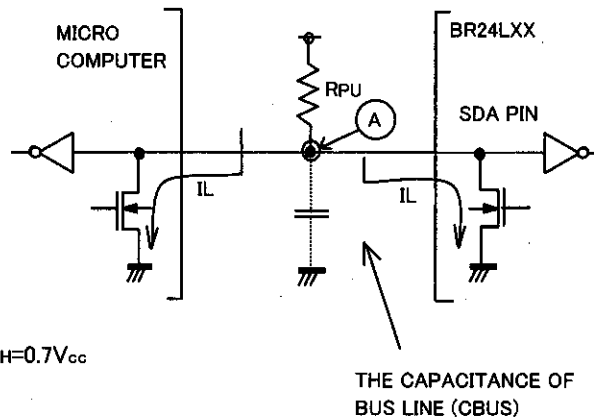 MICRO
COMPUTER
BR24LXX
RPU
A
SDA PIN
IL
IL
H=0.7Vcc
THE CAPACITANCE OF
BUS LINE (CBUS)